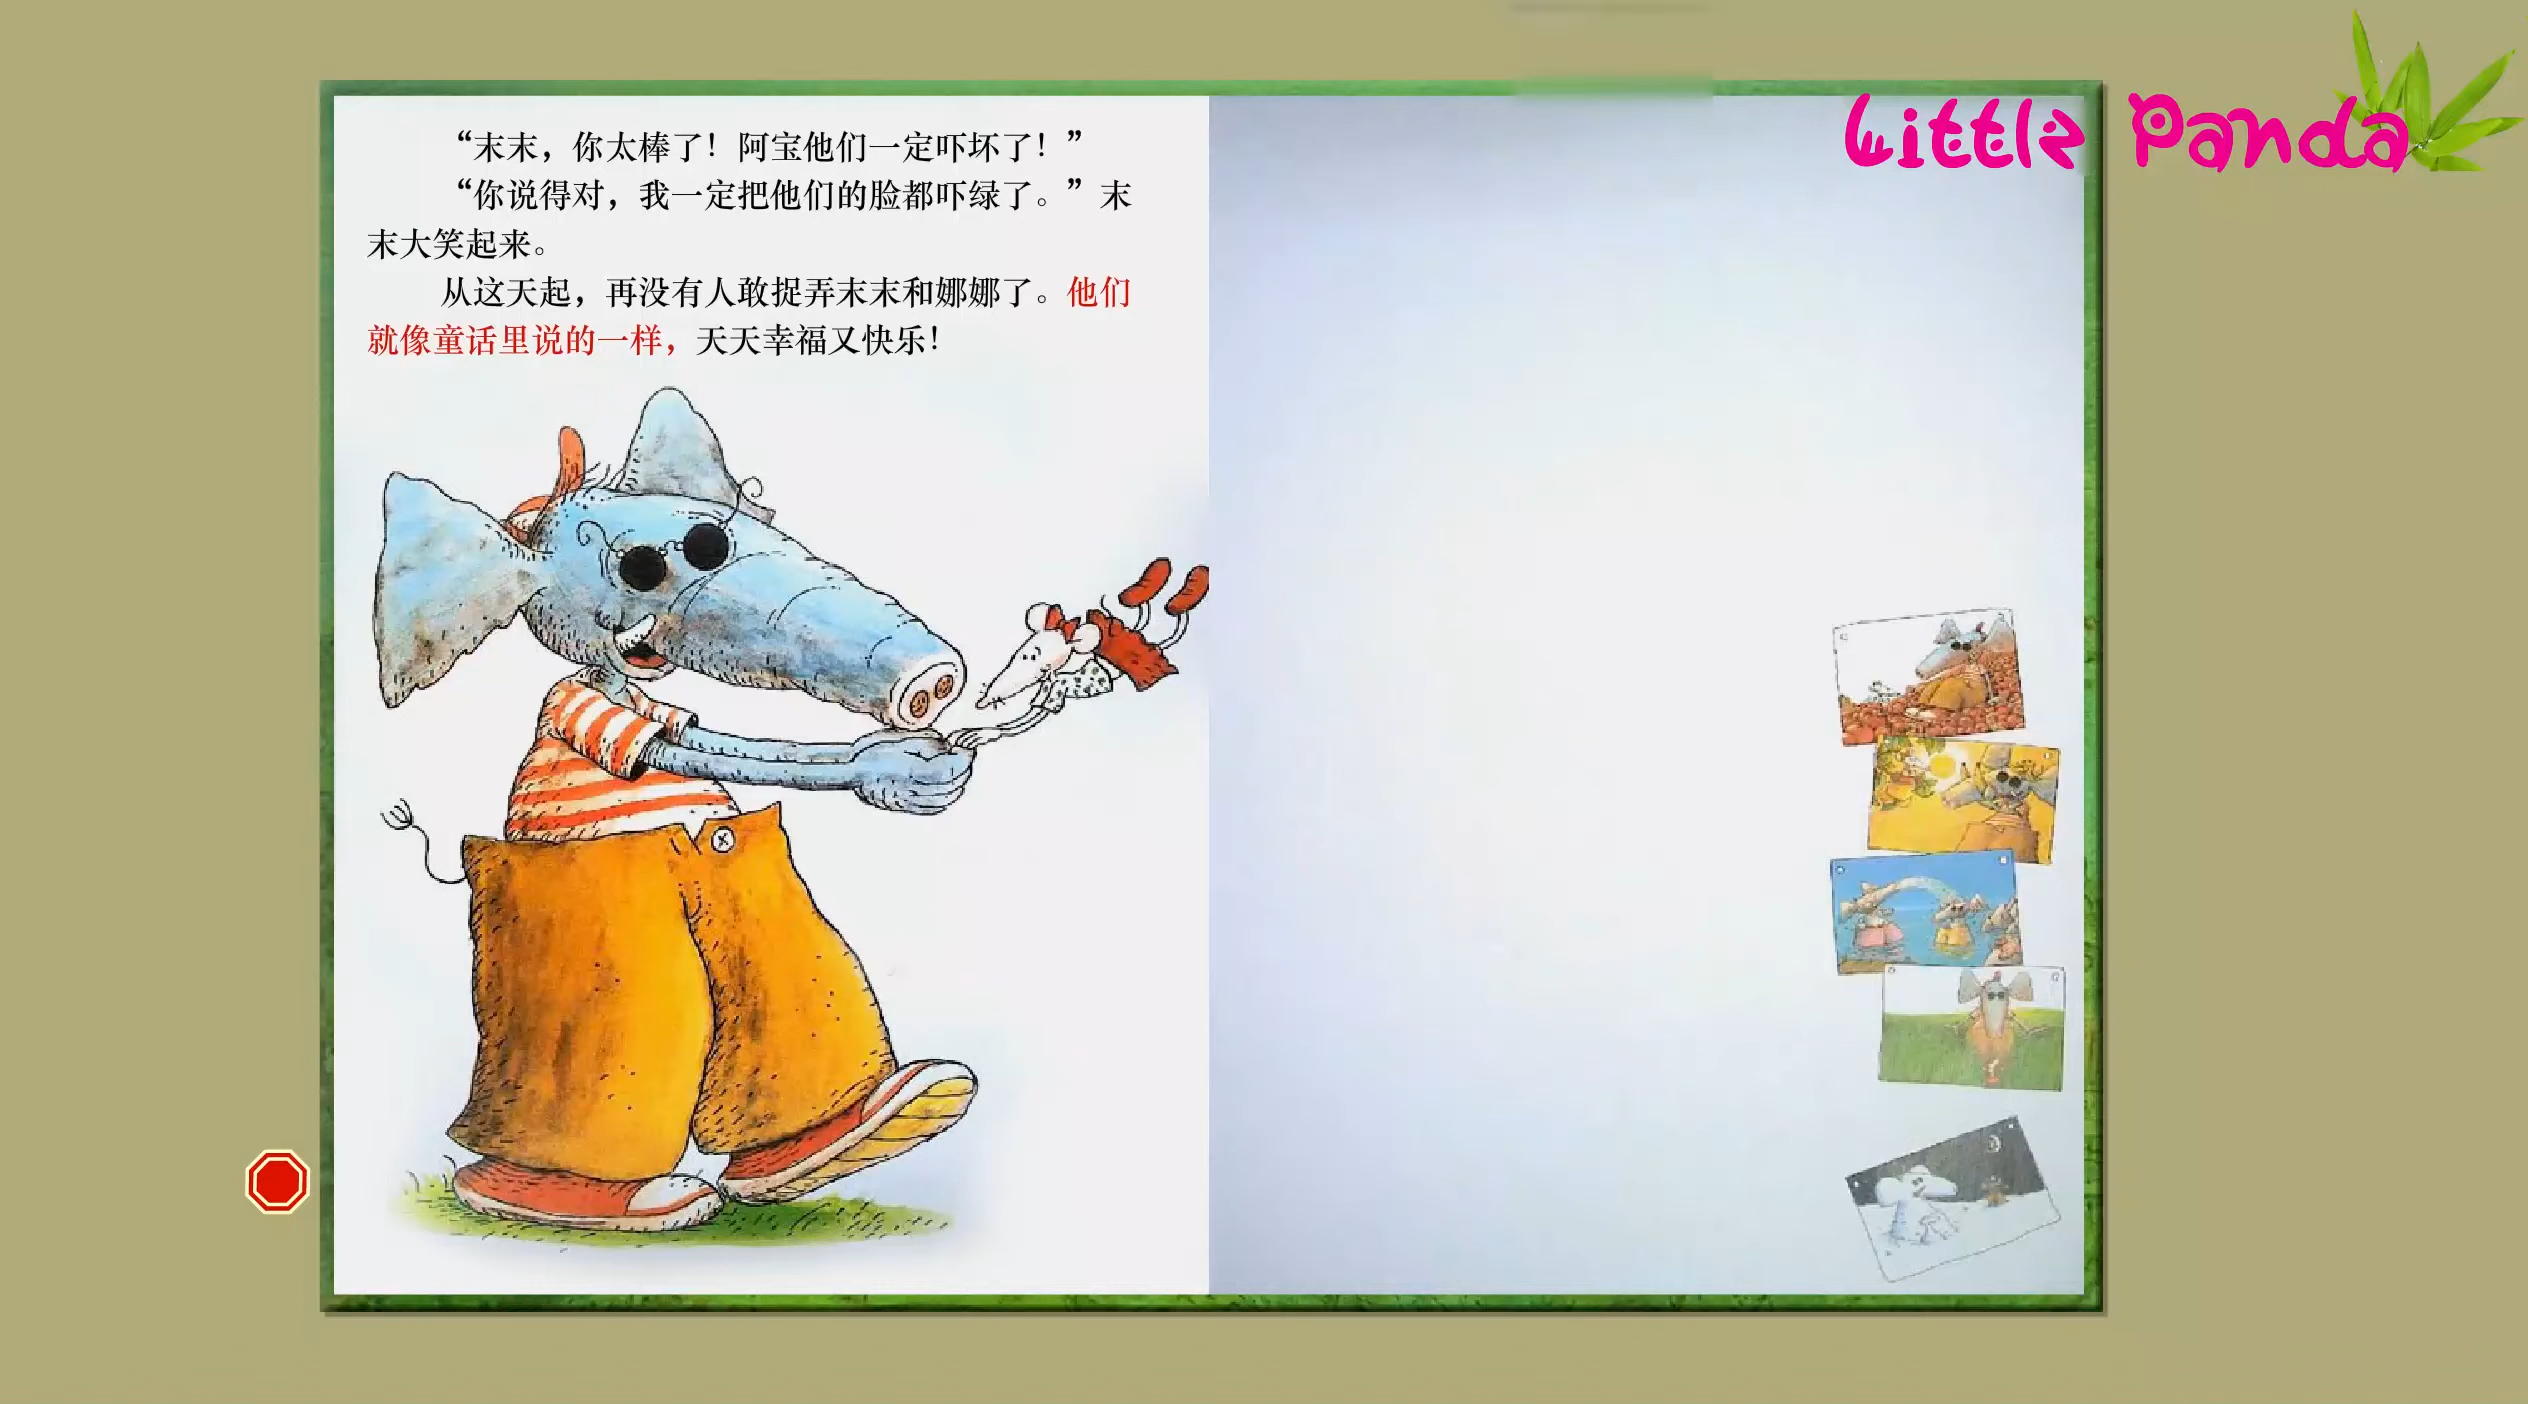 “末末，你太棒了！阿宝他们一定吓坏了！”
“你说得对，我一定把他们的脸都吓绿了。”末
末大笑起来。
从这天起，再没有人敢捉弄末末和娜娜了。他们
就像童话里说的一样，天天幸福又快乐！
Little Panda